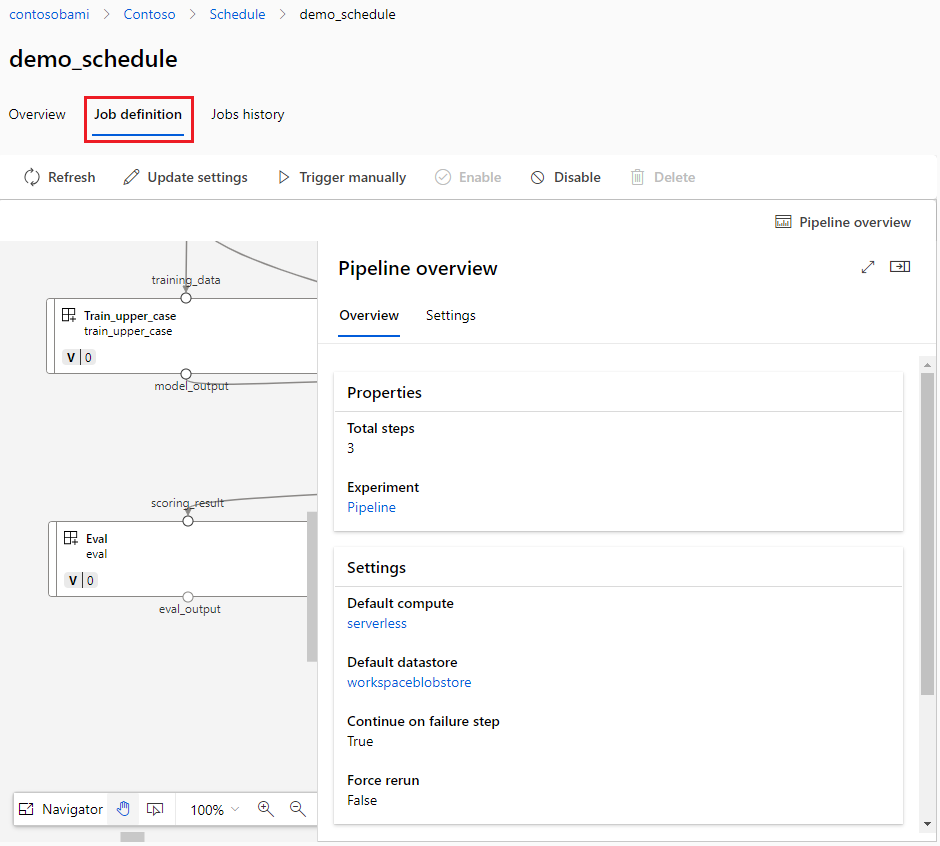 contosobami > Contoso > Schedule > demo_schedule
demo_schedule
Overview Job definition Jobs history
Refresh Update settings Trigger manually Enable Disable Delete
Pipeline overview
training_data
Train_upper_case
train_upper_case
V 0
model_output
scoring_result
Eval
eval
V 0
eval_output
Navigator 100%
Pipeline overview
Overview Settings
Properties
Total steps
3
Experiment
Pipeline
Settings
Default compute
serverless
Default datastore
workspaceblobstore
Continue on failure step
True
Force rerun
False